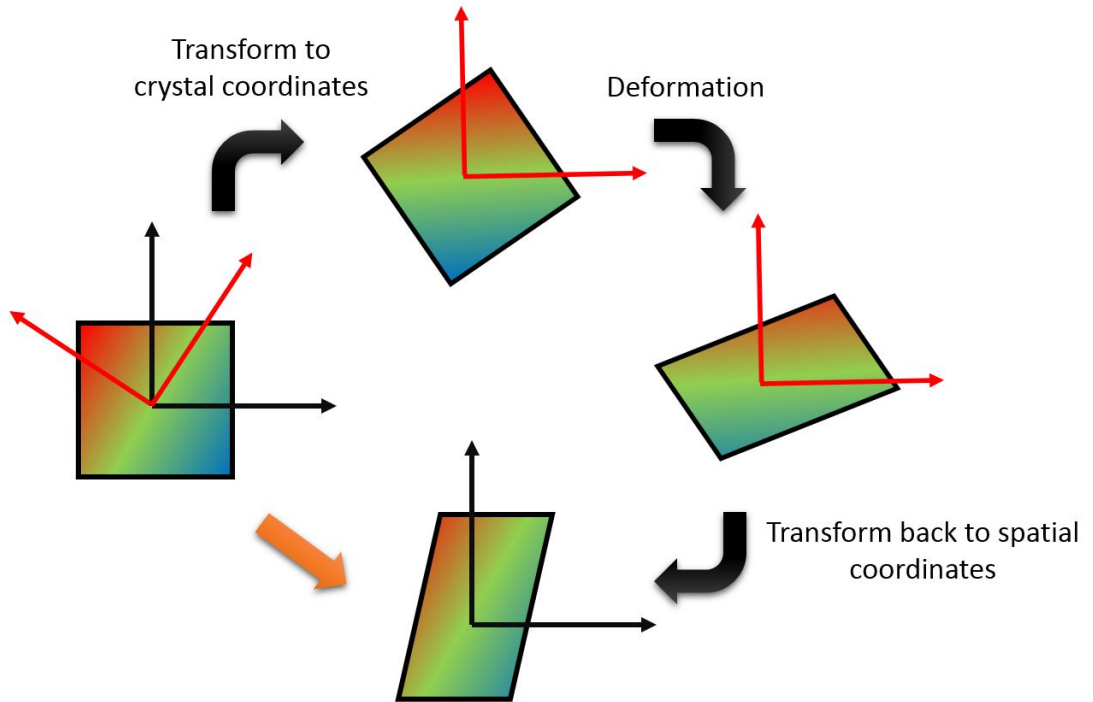 Transform to
crystal coordinates
Deformation
Transform back to spatial
coordinates